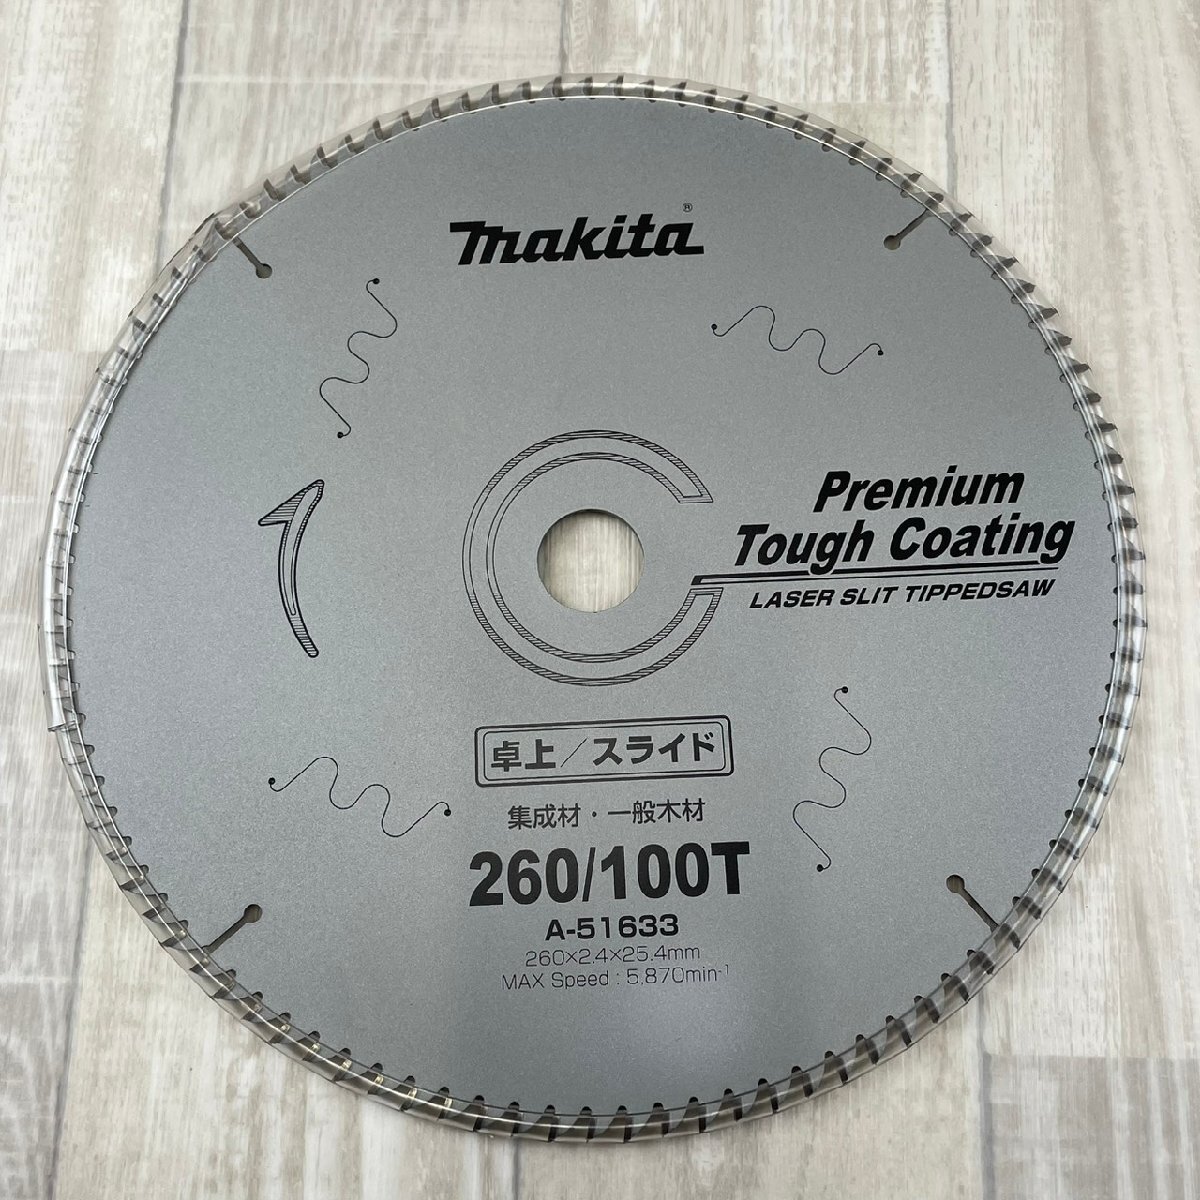 makita®
Premium
Tough Coating
LASER SLIT TIPPEDSAW
卓上／スライド
集成材・一般木材
260/100T
A-51633
260×2.4×25.4mm
MAX Speed : 5,870min⁻¹